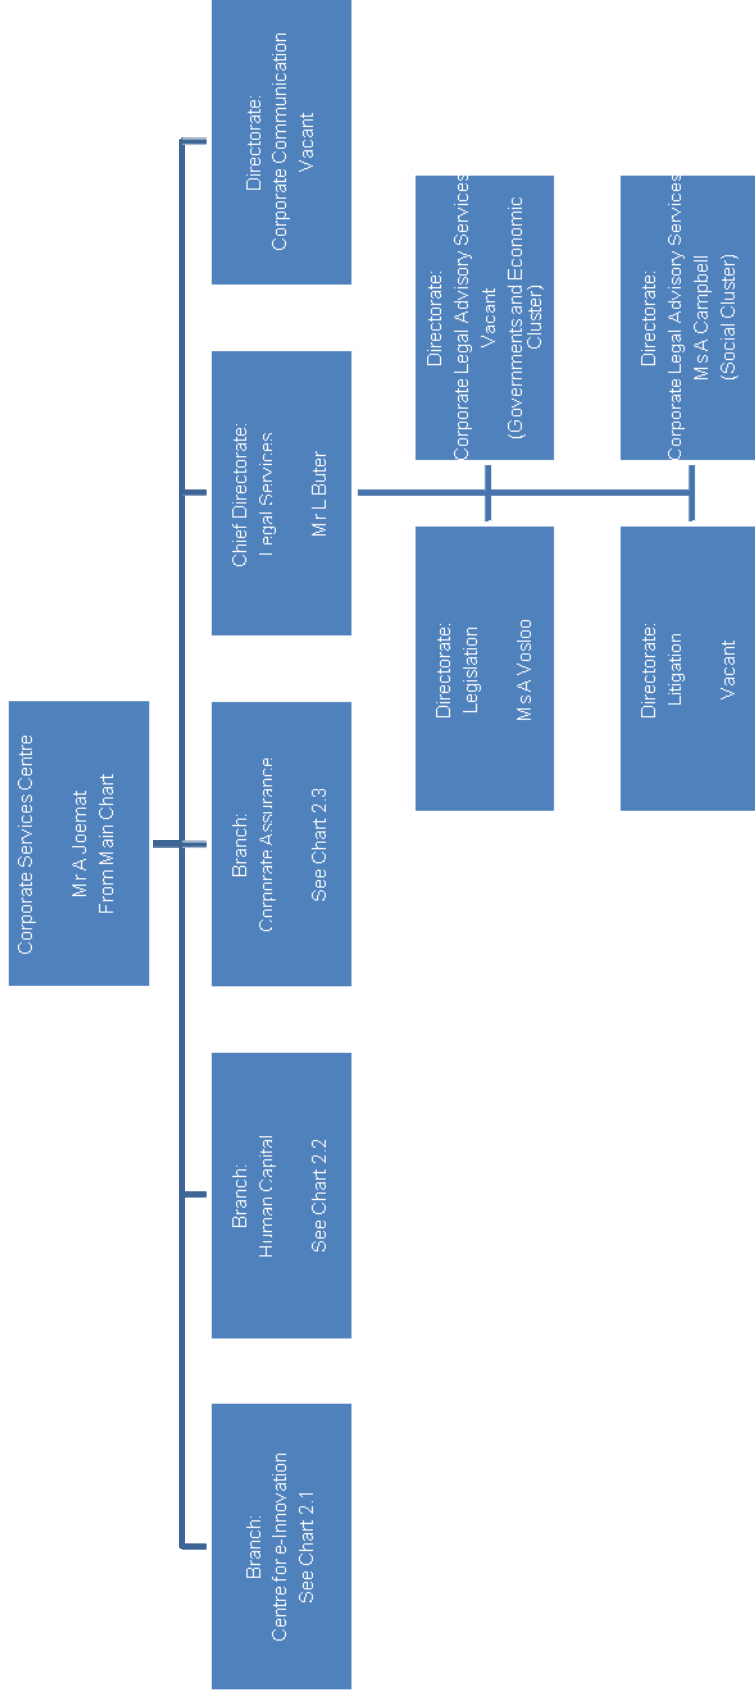 Corporate Services Centre
Mr A Joemat
From Main Chart
Branch:
Centre for e-Innovation
See Chart 2.1
Branch:
Human Capital
See Chart 2.2
Branch:
Corporate Assurance
See Chart 2.3
Chief Directorate:
Legal Services
Mr L Buter
Directorate:
Corporate Communication
Vacant
Directorate:
Legislation
Ms A Vosloo
Directorate:
Corporate Legal Advisory Services
Vacant
(Governments and Economic
Cluster)
Directorate:
Litigation
Vacant
Directorate:
Corporate Legal Advisory Services
Ms A Campbell
(Social Cluster)